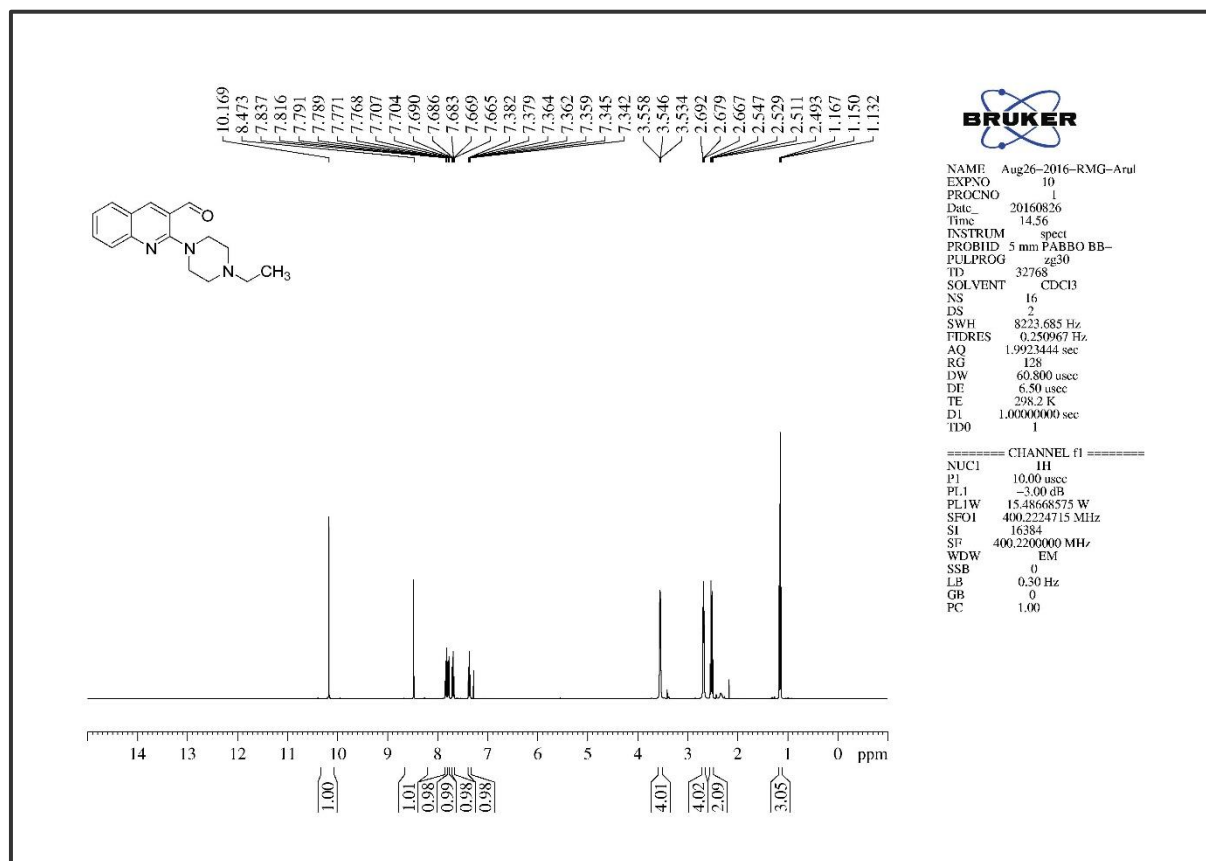 10.169
8.473
7.837
7.816
7.791
7.789
7.771
7.768
7.707
7.704
7.690
7.686
7.683
7.669
7.665
7.382
7.379
7.364
7.362
7.359
7.345
7.342
3.558
3.546
3.534
2.692
2.679
2.667
2.547
2.529
2.511
2.493
1.167
1.150
1.132
BRUKER
NAME Aug26-2016-RMG-Arul
EXPNO 10
PROCNO 1
Date_ 20160826
Time 14.56
INSTRUM spect
PROBHD 5 mm PABBO BB-
PULPROG zg30
TD 32768
SOLVENT CDCl3
NS 16
DS 2
SWH 8223.685 Hz
FIDRES 0.250967 Hz
AQ 1.9923444 sec
RG 128
DW 60.800 usec
DE 6.50 usec
TE 298.2 K
D1 1.00000000 sec
TD0 1
======== CHANNEL f1 ========
NUC1 1H
P1 10.00 usec
PL1 -3.00 dB
PL1W 15.48668575 W
SFO1 400.2224715 MHz
SI 16384
SF 400.2200000 MHz
WDW EM
SSB 0
LB 0.30 Hz
GB 0
PC 1.00
O
N
N
N
CH3
14 13 12 11 10 9 8 7 6 5 4 3 2 1 0 ppm
1.00
1.01
0.98
0.99
0.98
0.98
4.01
4.02
2.09
3.05